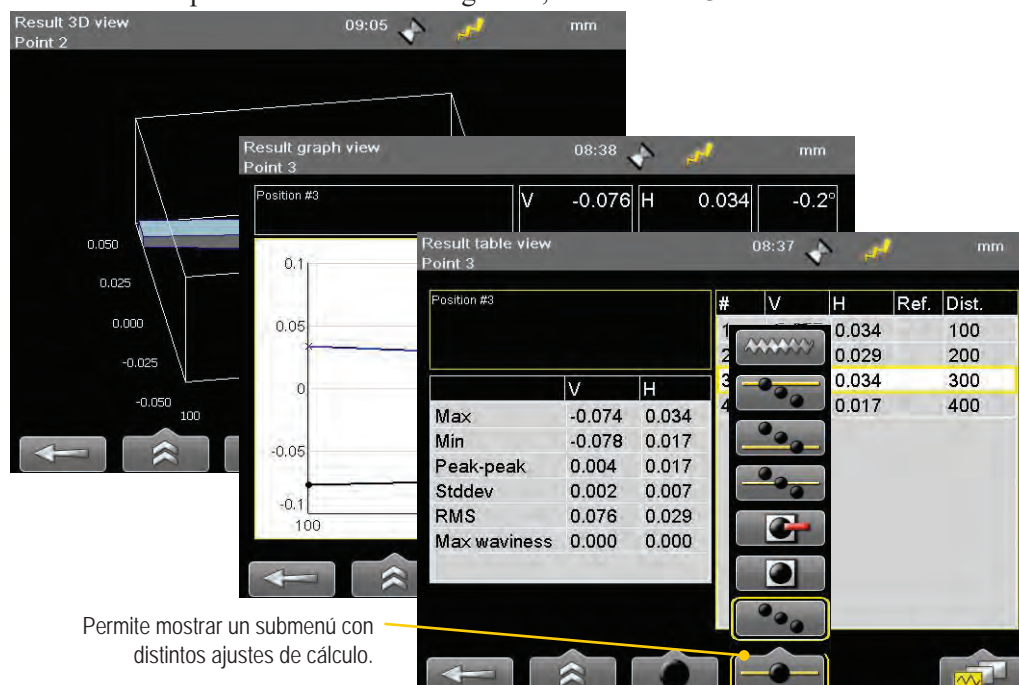 Result 3D view
09:05
mm
Point 2
0.050
0.025
0.000
-0.025
-0.050
100
Result graph view
08:38
mm
Point 3
Position #3
V -0.076 H 0.034 -0.2°
0.1
0.05
0
-0.05
-0.1
100
Result table view
08:37
mm
Point 3
Position #3
V H
Max -0.074 0.034
Min -0.078 0.017
Peak-peak 0.004 0.017
Stddev 0.002 0.007
RMS 0.076 0.029
Max waviness 0.000 0.000
# V H Ref. Dist.
1 0.034 100
2 0.029 200
3 0.034 300
4 0.017 400
Permite mostrar un submenú con
distintos ajustes de cálculo.